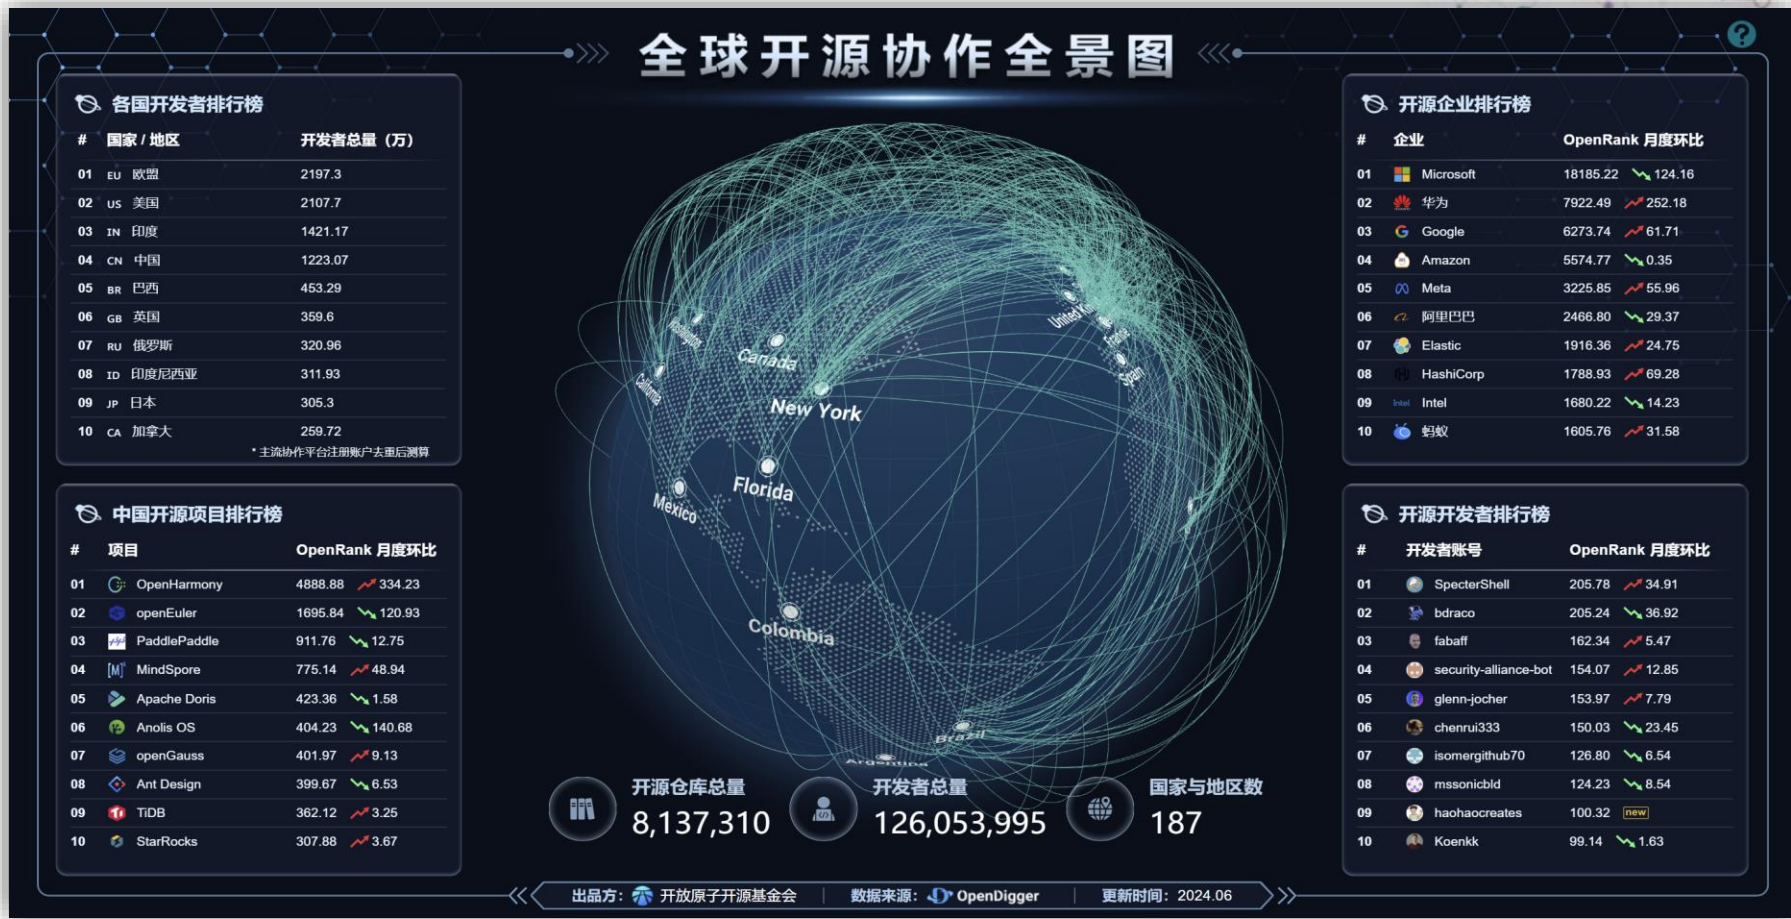 全球开源协作全景图
各国开发者排行榜
# 国家 / 地区 开发者总量（万）
01 EU 欧盟 2197.3
02 US 美国 2107.7
03 IN 印度 1421.17
04 CN 中国 1223.07
05 BR 巴西 453.29
06 GB 英国 359.6
07 RU 俄罗斯 320.96
08 ID 印度尼西亚 311.93
09 JP 日本 305.3
10 CA 加拿大 259.72
* 主流协作平台注册账户去重后测算
中国开源项目排行榜
# 项目 OpenRank 月度环比
01 OpenHarmony 4888.88 334.23
02 openEuler 1695.84 120.93
03 PaddlePaddle 911.76 12.75
04 [M]s MindSpore 775.14 48.94
05 Apache Doris 423.36 1.58
06 Anolis OS 404.23 140.68
07 openGauss 401.97 9.13
08 Ant Design 399.67 6.53
09 TiDB 362.12 3.25
10 StarRocks 307.88 3.67
Washington
Canada
California
New York
Florida
Mexico
Colombia
Brazil
Argentina
Spain
开源仓库总量
8,137,310
开发者总量
126,053,995
国家与地区数
187
开源企业排行榜
# 企业 OpenRank 月度环比
01 Microsoft 18185.22 124.16
02 华为 7922.49 252.18
03 Google 6273.74 61.71
04 Amazon 5574.77 0.35
05 Meta 3225.85 55.96
06 阿里巴巴 2466.80 29.37
07 Elastic 1916.36 24.75
08 HashiCorp 1788.93 69.28
09 intel Intel 1680.22 14.23
10 蚂蚁 1605.76 31.58
开源开发者排行榜
# 开发者账号 OpenRank 月度环比
01 SpecterShell 205.78 34.91
02 bdraco 205.24 36.92
03 fabaff 162.34 5.47
04 security-alliance-bot 154.07 12.85
05 glenn-jocher 153.97 7.79
06 chenrui333 150.03 23.45
07 isomergithub70 126.80 6.54
08 mssonicbld 124.23 8.54
09 haohaocreates 100.32 new
10 Koenkk 99.14 1.63
出品方： 开放原子开源基金会 数据来源： OpenDigger 更新时间：2024.06